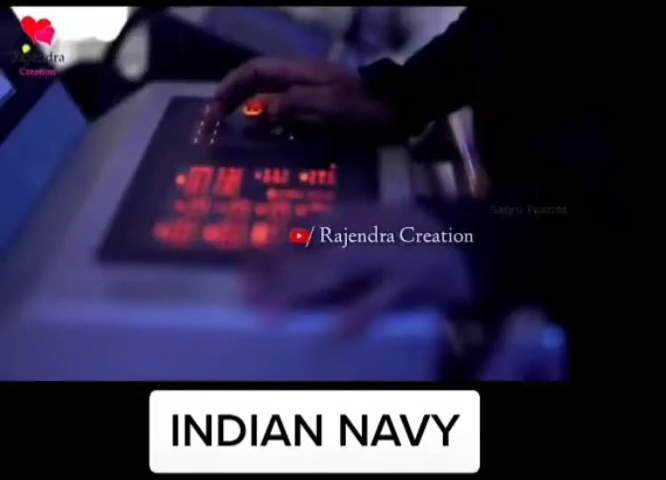 Rajendra
Creation
/ Rajendra Creation
INDIAN NAVY